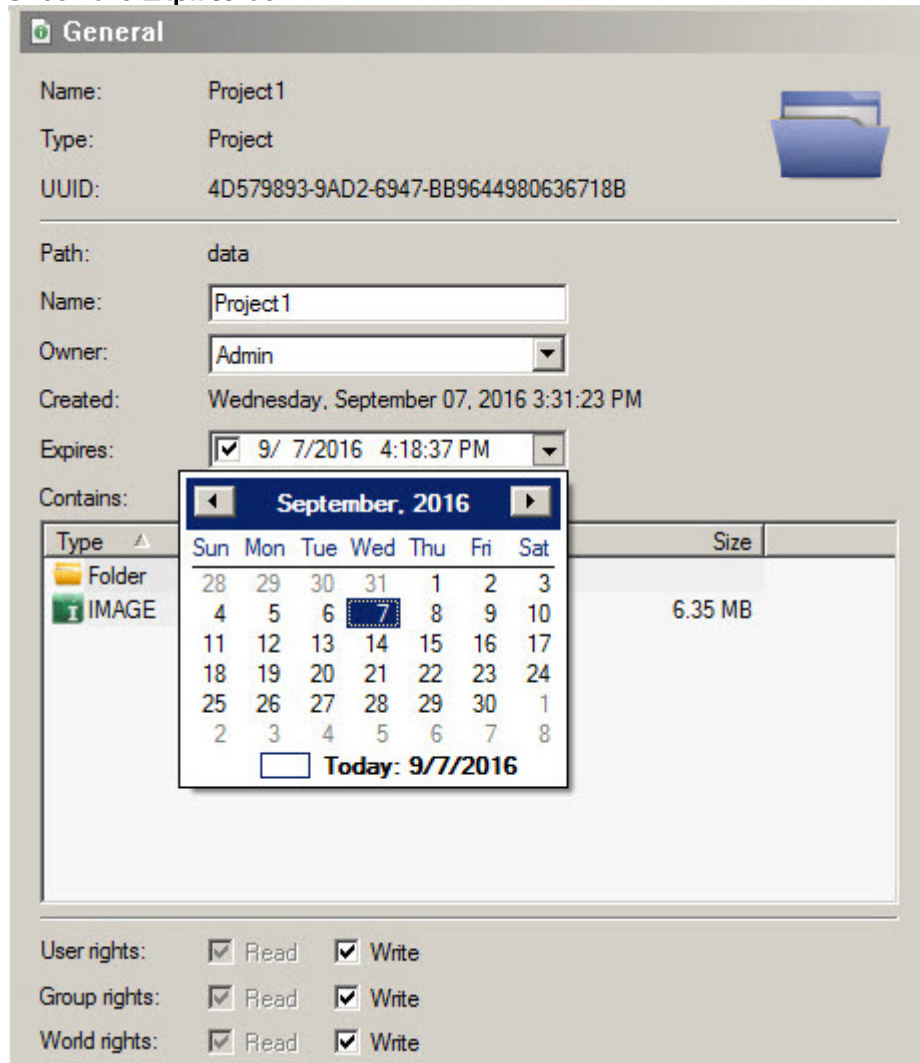 General
Name: Project1
Type: Project
UUID: 4D579893-9AD2-6947-BB9644980636718B
Path: data
Name: Project1
Owner: Admin
Created: Wednesday, September 07, 2016 3:31:23 PM
Expires: 9/ 7/2016 4:18:37 PM
Contains:
September, 2016
Type Size
Sun Mon Tue Wed Thu Fri Sat
Folder
28 29 30 31 1 2 3
IMAGE 6.35 MB
4 5 6 7 8 9 10
11 12 13 14 15 16 17
18 19 20 21 22 23 24
25 26 27 28 29 30 1
2 3 4 5 6 7 8
Today: 9/7/2016
User rights: Read Write
Group rights: Read Write
World rights: Read Write